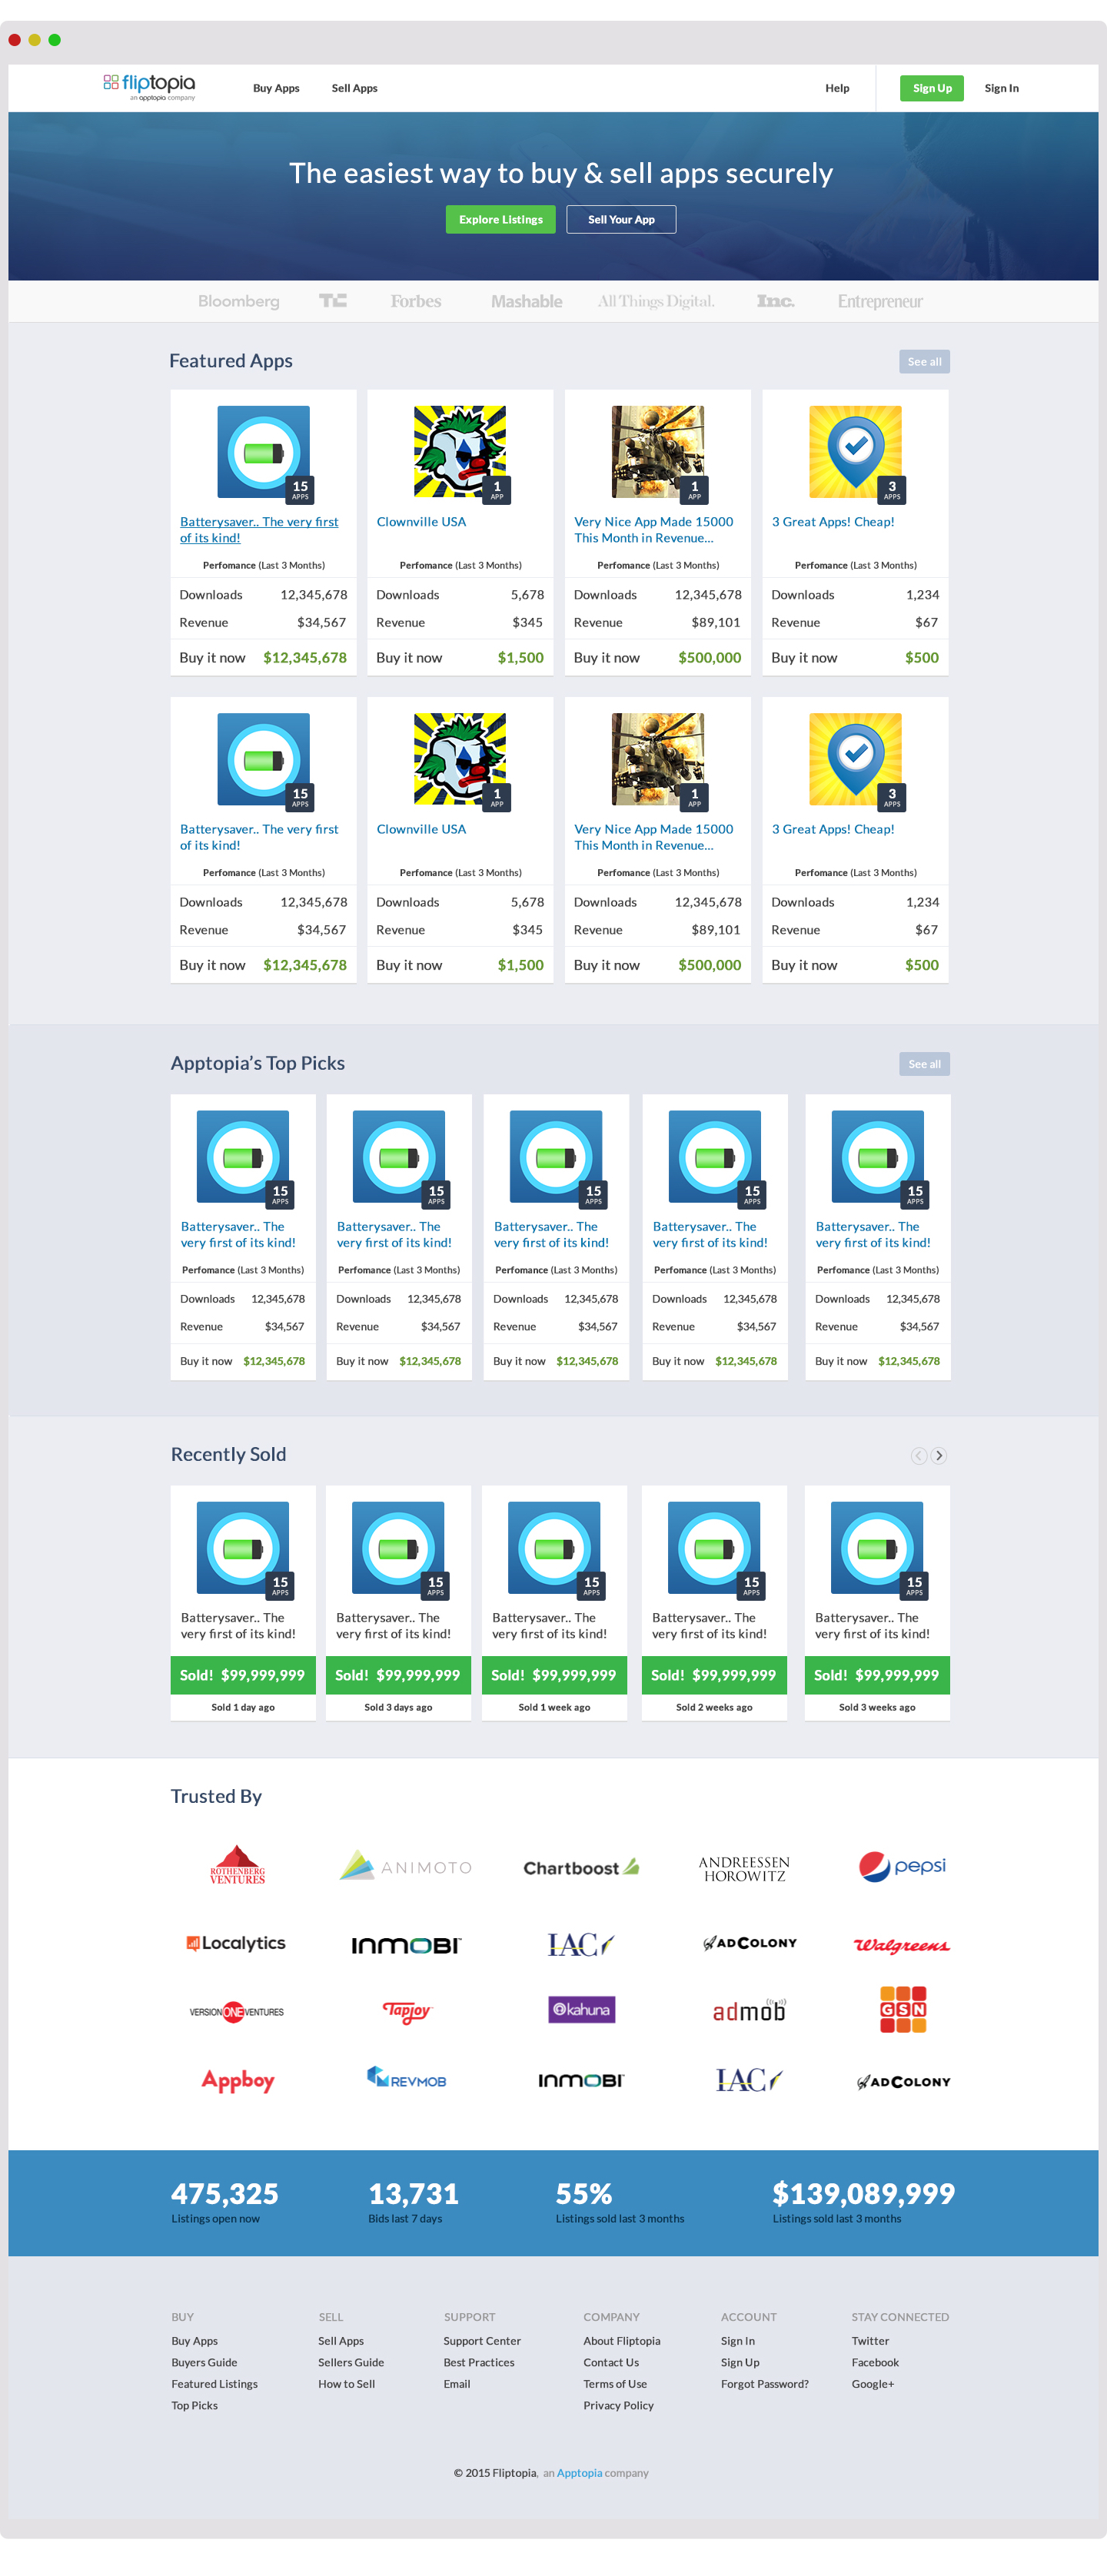 fliptopia
an apptopia company
Buy Apps
Sell Apps
Help
Sign Up
Sign In
The easiest way to buy & sell apps securely
Explore Listings
Sell Your App
Bloomberg
TC
Forbes
Mashable
All Things Digital.
Inc.
Entrepreneur
Featured Apps
See all
15
APPS
Batterysaver.. The very first
of its kind!
Perfomance (Last 3 Months)
Downloads 12,345,678
Revenue $34,567
Buy it now $12,345,678
1
APP
Clownville USA
Perfomance (Last 3 Months)
Downloads 5,678
Revenue $345
Buy it now $1,500
1
APP
Very Nice App Made 15000
This Month in Revenue...
Perfomance (Last 3 Months)
Downloads 12,345,678
Revenue $89,101
Buy it now $500,000
3
APPS
3 Great Apps! Cheap!
Perfomance (Last 3 Months)
Downloads 1,234
Revenue $67
Buy it now $500
15
APPS
Batterysaver.. The very first
of its kind!
Perfomance (Last 3 Months)
Downloads 12,345,678
Revenue $34,567
Buy it now $12,345,678
1
APP
Clownville USA
Perfomance (Last 3 Months)
Downloads 5,678
Revenue $345
Buy it now $1,500
1
APP
Very Nice App Made 15000
This Month in Revenue...
Perfomance (Last 3 Months)
Downloads 12,345,678
Revenue $89,101
Buy it now $500,000
3
APPS
3 Great Apps! Cheap!
Perfomance (Last 3 Months)
Downloads 1,234
Revenue $67
Buy it now $500
Apptopia’s Top Picks
See all
15
APPS
Batterysaver.. The
very first of its kind!
Perfomance (Last 3 Months)
Downloads 12,345,678
Revenue $34,567
Buy it now $12,345,678
15
APPS
Batterysaver.. The
very first of its kind!
Perfomance (Last 3 Months)
Downloads 12,345,678
Revenue $34,567
Buy it now $12,345,678
15
APPS
Batterysaver.. The
very first of its kind!
Perfomance (Last 3 Months)
Downloads 12,345,678
Revenue $34,567
Buy it now $12,345,678
15
APPS
Batterysaver.. The
very first of its kind!
Perfomance (Last 3 Months)
Downloads 12,345,678
Revenue $34,567
Buy it now $12,345,678
15
APPS
Batterysaver.. The
very first of its kind!
Perfomance (Last 3 Months)
Downloads 12,345,678
Revenue $34,567
Buy it now $12,345,678
Recently Sold
15
APPS
Batterysaver.. The
very first of its kind!
Sold! $99,999,999
Sold 1 day ago
15
APPS
Batterysaver.. The
very first of its kind!
Sold! $99,999,999
Sold 3 days ago
15
APPS
Batterysaver.. The
very first of its kind!
Sold! $99,999,999
Sold 1 week ago
15
APPS
Batterysaver.. The
very first of its kind!
Sold! $99,999,999
Sold 2 weeks ago
15
APPS
Batterysaver.. The
very first of its kind!
Sold! $99,999,999
Sold 3 weeks ago
Trusted By
ROTHENBERG
VENTURES
ANIMOTO
Chartboost
ANDREESSEN
HOROWITZ
pepsi
Localytics
INMOBI™
IAC
ADCOLONY
Walgreens
VERSION ONE VENTURES
Tapjoy
kahuna
admob
GSN
Appboy
REVMOB
INMOBI™
IAC
ADCOLONY
475,325
Listings open now
13,731
Bids last 7 days
55%
Listings sold last 3 months
$139,089,999
Listings sold last 3 months
BUY
Buy Apps
Buyers Guide
Featured Listings
Top Picks
SELL
Sell Apps
Sellers Guide
How to Sell
SUPPORT
Support Center
Best Practices
Email
COMPANY
About Fliptopia
Contact Us
Terms of Use
Privacy Policy
ACCOUNT
Sign In
Sign Up
Forgot Password?
STAY CONNECTED
Twitter
Facebook
Google+
© 2015 Fliptopia, an Apptopia company